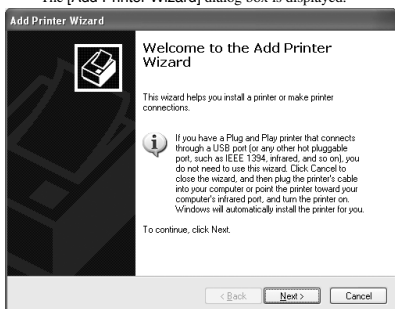 The [Add Printer Wizard] dialog box is displayed.
Add Printer Wizard
Welcome to the Add Printer
Wizard
This wizard helps you install a printer or make printer
connections.
If you have a Plug and Play printer that connects
through a USB port (or any other hot pluggable
port, such as IEEE 1394, infrared, and so on), you
do not need to use this wizard. Click Cancel to
close the wizard, and then plug the printer's cable
into your computer or point the printer toward your
computer's infrared port, and turn the printer on.
Windows will automatically install the printer for you.
To continue, click Next.
< Back
Next >
Cancel